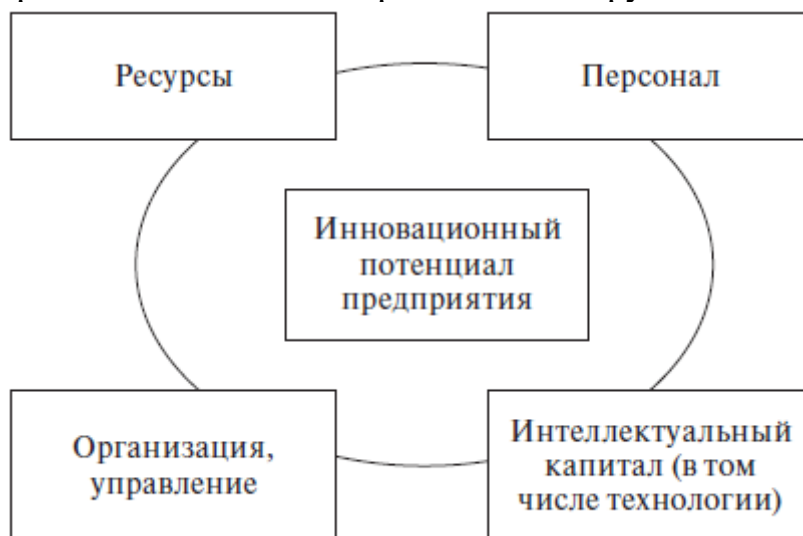 Ресурсы
Персонал
Инновационный
потенциал
предприятия
Организация,
управление
Интеллектуальный
капитал (в том
числе технологии)